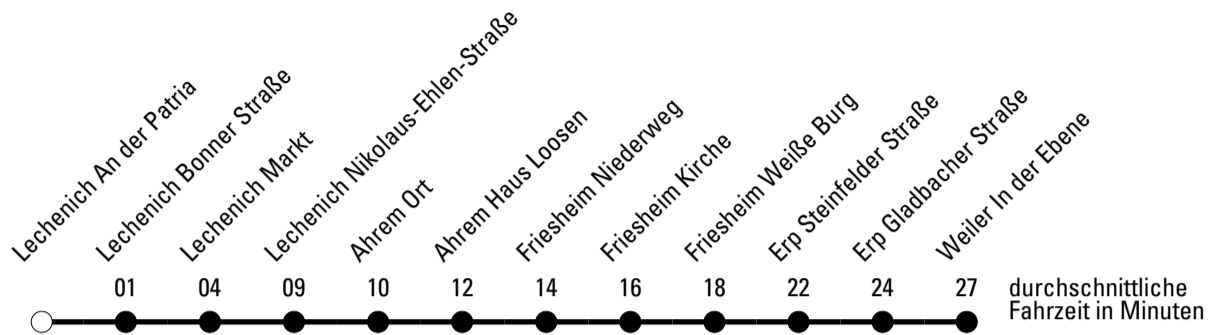 Lechenich An der Patria
Lechenich Bonner Straße
Lechenich Markt
Lechenich Nikolaus-Ehlen-Straße
Ahrem Ort
Ahrem Haus Loosen
Friesheim Niederweg
Friesheim Kirche
Friesheim Weiße Burg
Erp Steinfelder Straße
Erp Gladbacher Straße
Weiler In der Ebene
01 04 09 10 12 14 16 18 22 24 27
durchschnittliche
Fahrzeit in Minuten